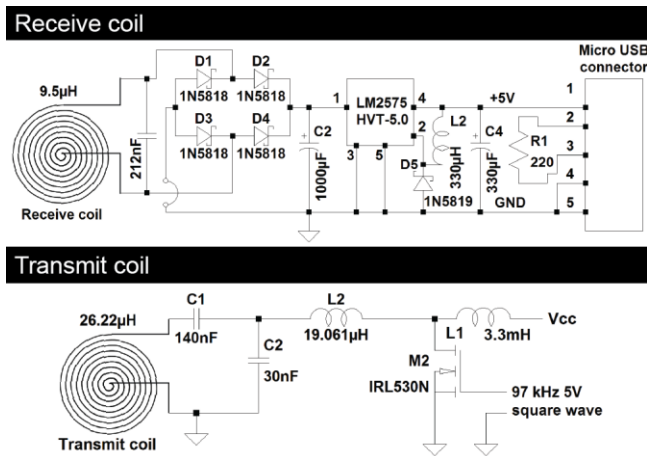 Receive coil
Micro USB
connector
9.5µH
D1
D2
1N5818
1N5818
D3
D4
1N5818
1N5818
212nF
Receive coil
C2
1000µF
1
LM2575
HVT-5.0
4
2
3
5
+5V
L2
330µH
C4
330µF
D5
1N5819
GND
R1
220
1
2
3
4
5
Transmit coil
26.22µH
C1
140nF
C2
30nF
L2
19.061µH
L1
3.3mH
Vcc
M2
IRL530N
97 kHz 5V
square wave
Transmit coil